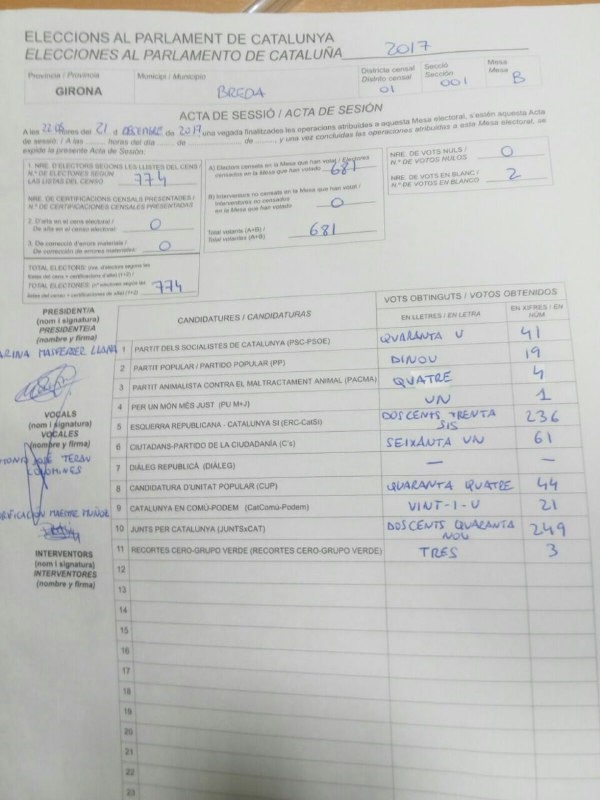 ELECCIONS AL PARLAMENT DE CATALUNYA
ELECCIONES AL PARLAMENTO DE CATALUÑA 2017
Provincia / Provincia
GIRONA
Municipi / Municipio
BREDA
Districte censal
Distrito censal
01
Secció
Sección
001
Mesa
Mesa
B
ACTA DE SESSIÓ / ACTA DE SESIÓN
A les hores del 21 d de 2017, una vegada finalitzades les operacions atribuïdes a aquesta Mesa electoral, s'estén aquesta Acta
de sessió. / A las ........ horas del día ........ de ........ de ........, y una vez concluidas las operaciones atribuidas a esta Mesa electoral, se
expide la presente Acta de Sesión:
1. NRE. D'ELECTORS SEGONS LES LLISTES DEL CENS /
N.º DE ELECTORES SEGÚN
LAS LISTAS DEL CENSO 774
NRE. DE CERTIFICACIONS CENSALS PRESENTADES /
N.º DE CERTIFICACIONES CENSALES PRESENTADAS
2. D'alta en el cens electoral /
De alta en el censo electoral: 0
3. De correcció d'errors materials /
De corrección de errores materiales: 0
TOTAL ELECTORS: (nre. d'electors segons les
llistes del cens + certificacions d'alta) (1+2) /
TOTAL ELECTORES: (nº electores según las
listas del censo + certificaciones de alta) (1+2) 774
A) Electors censats en la Mesa que han votat / Electores
censados en la Mesa que han votado 681
B) Interventors no censats en la Mesa que han votat /
Interventores no censados
en la Mesa que han votado 0
Total votants (A+B) /
Total votantes (A+B) 681
NRE. DE VOTS NULS /
N.º DE VOTOS NULOS 0
NRE. DE VOTS EN BLANC /
N.º DE VOTOS EN BLANCO 2
PRESIDENT/A
(nom i signatura)
PRESIDENTE/A
(nombre y firma)
MASFERRER
VOCALS
(nom i signatura)
VOCALES
(nombre y firma)
JOSÉ TERAN
COLOMINES
MAESTRE MUÑOZ
INTERVENTORS
(nom i signatura)
INTERVENTORES
(nombre y firma)
CANDIDATURES / CANDIDATURAS
VOTS OBTINGUTS / VOTOS OBTENIDOS
EN LLETRES / EN LETRA
EN XIFRES / EN NÚM.
1 PARTIT DELS SOCIALISTES DE CATALUNYA (PSC-PSOE) QUARANTA U 41
2 PARTIT POPULAR / PARTIDO POPULAR (PP) DINOU 19
3 PARTIT ANIMALISTA CONTRA EL MALTRACTAMENT ANIMAL (PACMA) QUATRE 4
4 PER UN MÓN MÉS JUST (PU M+J) UN 1
5 ESQUERRA REPUBLICANA - CATALUNYA SÍ (ERC-CatSí) DOSCENTS TRENTA SIS 236
6 CIUTADANS-PARTIDO DE LA CIUDADANÍA (C's) SEIXANTA UN 61
7 DIÀLEG REPUBLICÀ (DIÀLEG) — —
8 CANDIDATURA D'UNITAT POPULAR (CUP) QUARANTA QUATRE 44
9 CATALUNYA EN COMÚ-PODEM (CatComú-Podem) VINT-I-U 21
10 JUNTS PER CATALUNYA (JUNTSxCAT) DOSCENTS QUARANTA NOU 249
11 RECORTES CERO-GRUPO VERDE (RECORTES CERO-GRUPO VERDE) TRES 3
12
13
14
15
16
17
18
19
20
21
22
23